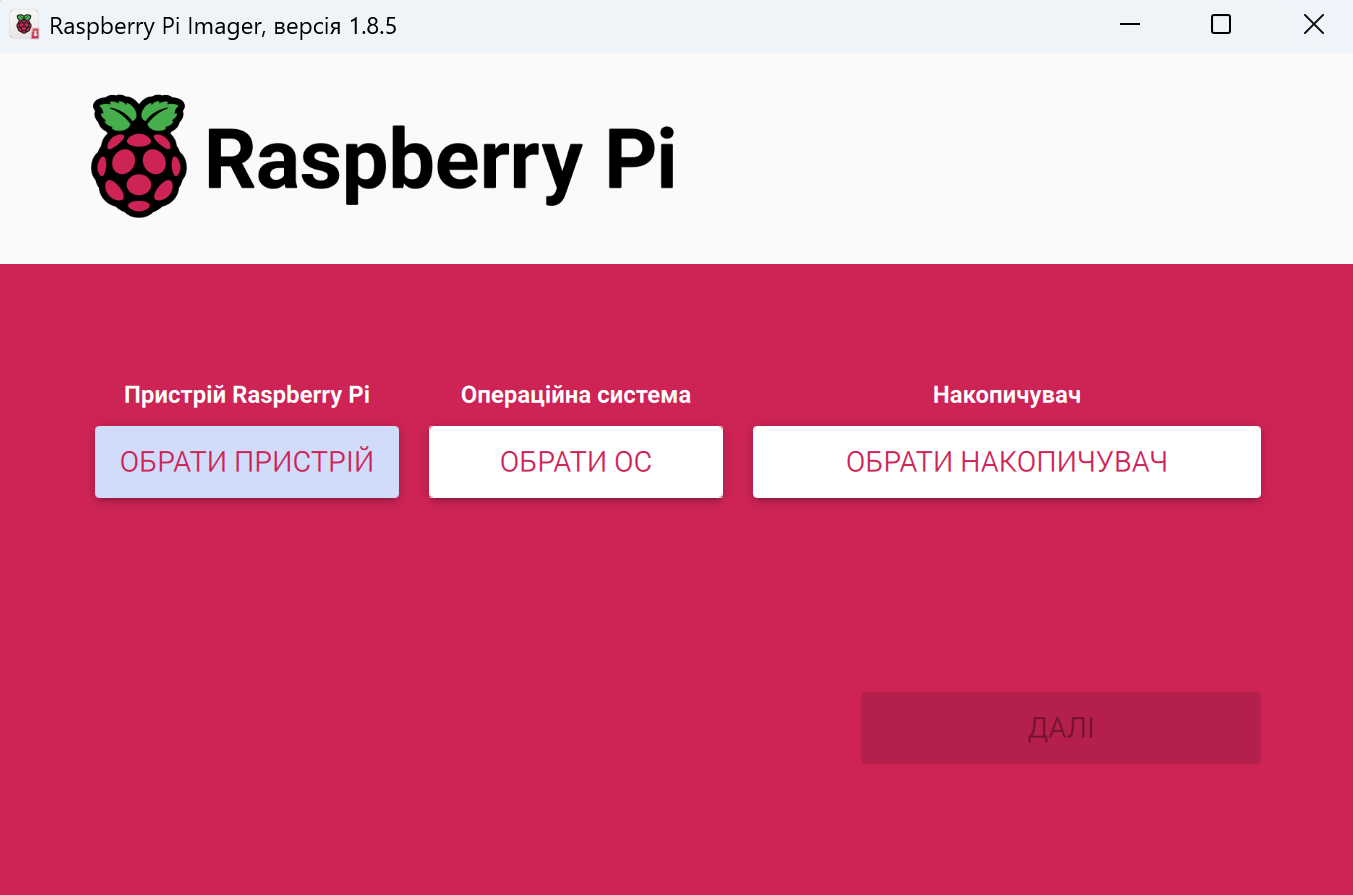 Raspberry Pi Imager, версія 1.8.5
Raspberry Pi
Пристрій Raspberry Pi
Операційна система
Накопичувач
ОБРАТИ ПРИСТРІЙ
ОБРАТИ ОС
ОБРАТИ НАКОПИЧУВАЧ
ДАЛІ